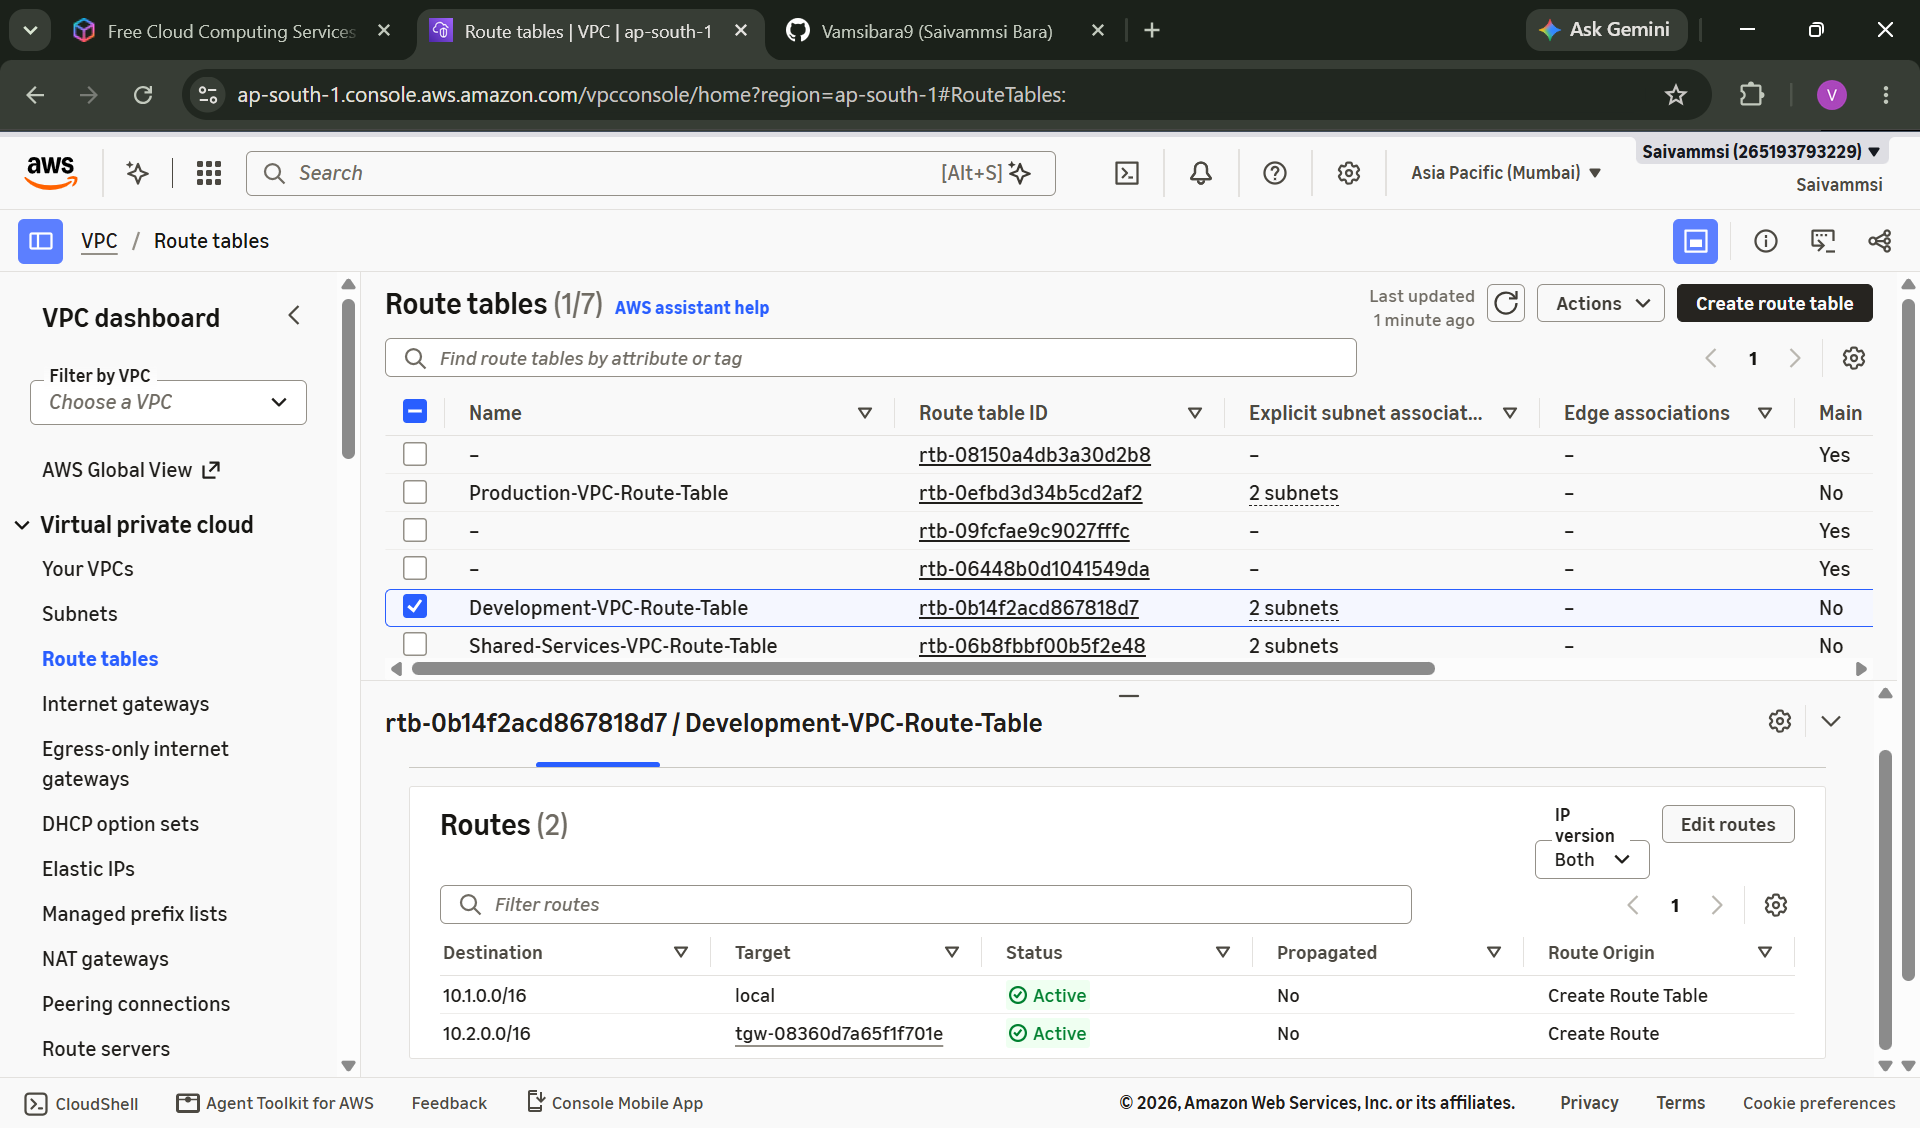 Free Cloud Computing Services
Route tables | VPC | ap-south-1
Vamsibara9 (Saivammsi Bara)
Ask Gemini
ap-south-1.console.aws.amazon.com/vpcconsole/home?region=ap-south-1#RouteTables:
V
aws
Search
[Alt+S]
Asia Pacific (Mumbai)
Saivammsi (265193793229)
Saivammsi
VPC / Route tables
VPC dashboard
Filter by VPC
Choose a VPC
AWS Global View
Virtual private cloud
Your VPCs
Subnets
Route tables
Internet gateways
Egress-only internet
gateways
DHCP option sets
Elastic IPs
Managed prefix lists
NAT gateways
Peering connections
Route servers
Route tables (1/7) AWS assistant help
Last updated
1 minute ago
Actions
Create route table
Find route tables by attribute or tag
1
Name Route table ID Explicit subnet associat... Edge associations Main
– rtb-08150a4db3a30d2b8 – – Yes
Production-VPC-Route-Table rtb-0efbd3d34b5cd2af2 2 subnets – No
– rtb-09fcfae9c9027fffc – – Yes
– rtb-06448b0d1041549da – – Yes
Development-VPC-Route-Table rtb-0b14f2acd867818d7 2 subnets – No
Shared-Services-VPC-Route-Table rtb-06b8fbbf00b5f2e48 2 subnets – No
rtb-0b14f2acd867818d7 / Development-VPC-Route-Table
Routes (2)
IP
version
Both
Edit routes
Filter routes
1
Destination Target Status Propagated Route Origin
10.1.0.0/16 local Active No Create Route Table
10.2.0.0/16 tgw-08360d7a65f1f701e Active No Create Route
CloudShell
Agent Toolkit for AWS
Feedback
Console Mobile App
© 2026, Amazon Web Services, Inc. or its affiliates.
Privacy
Terms
Cookie preferences